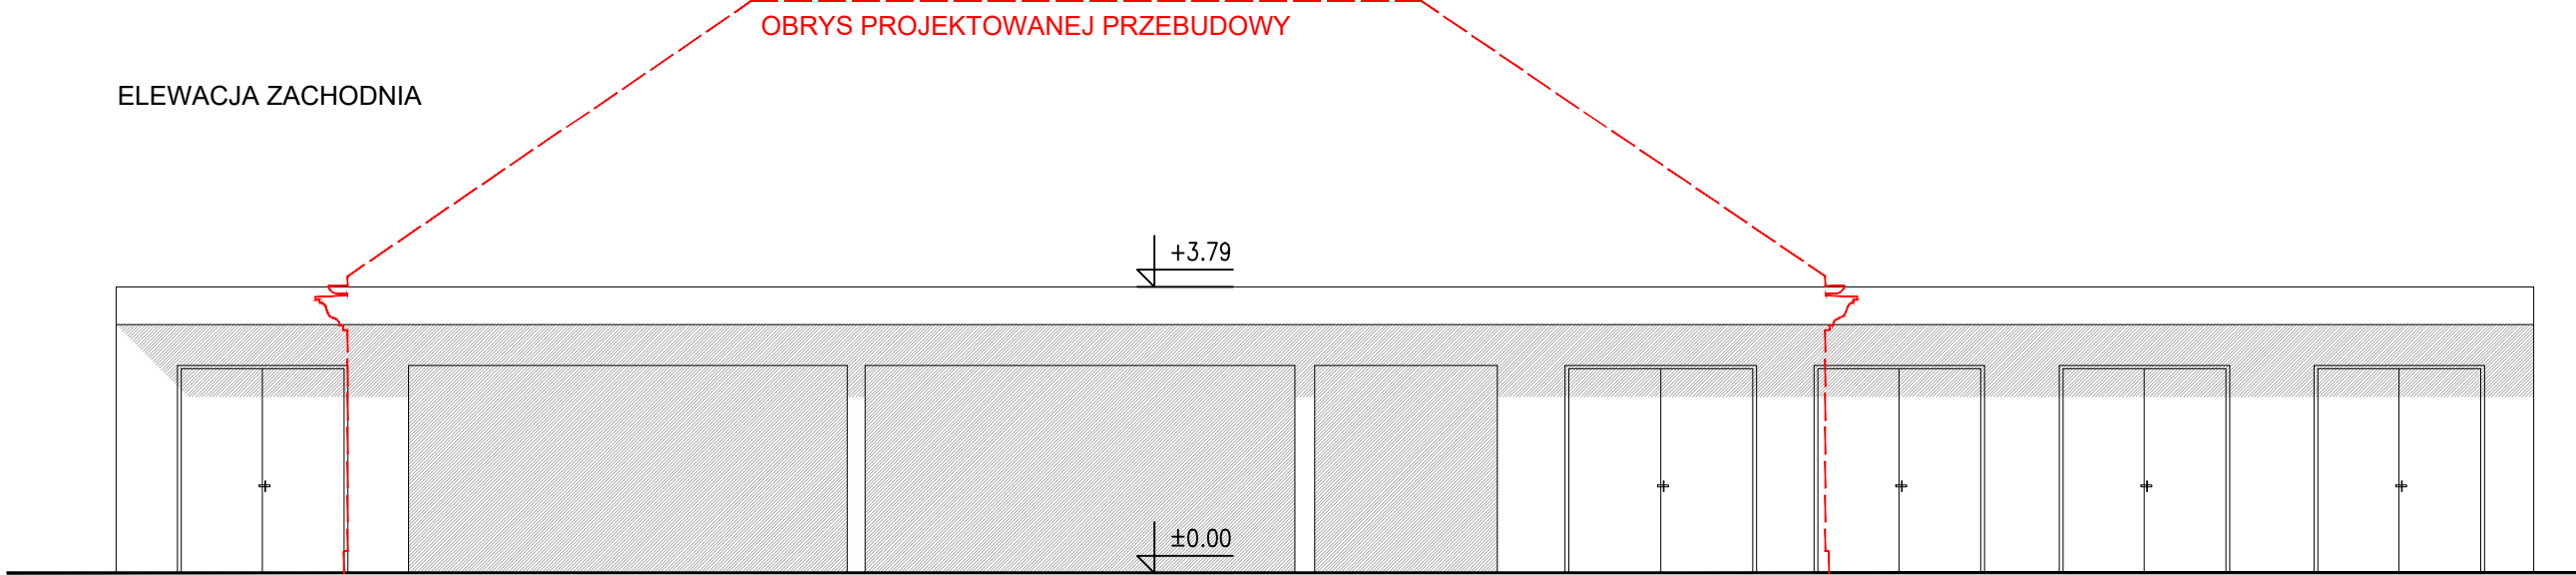 OBRYS PROJEKTOWANEJ PRZEBUDOWY
ELEWACJA ZACHODNIA
+3.79
±0.00